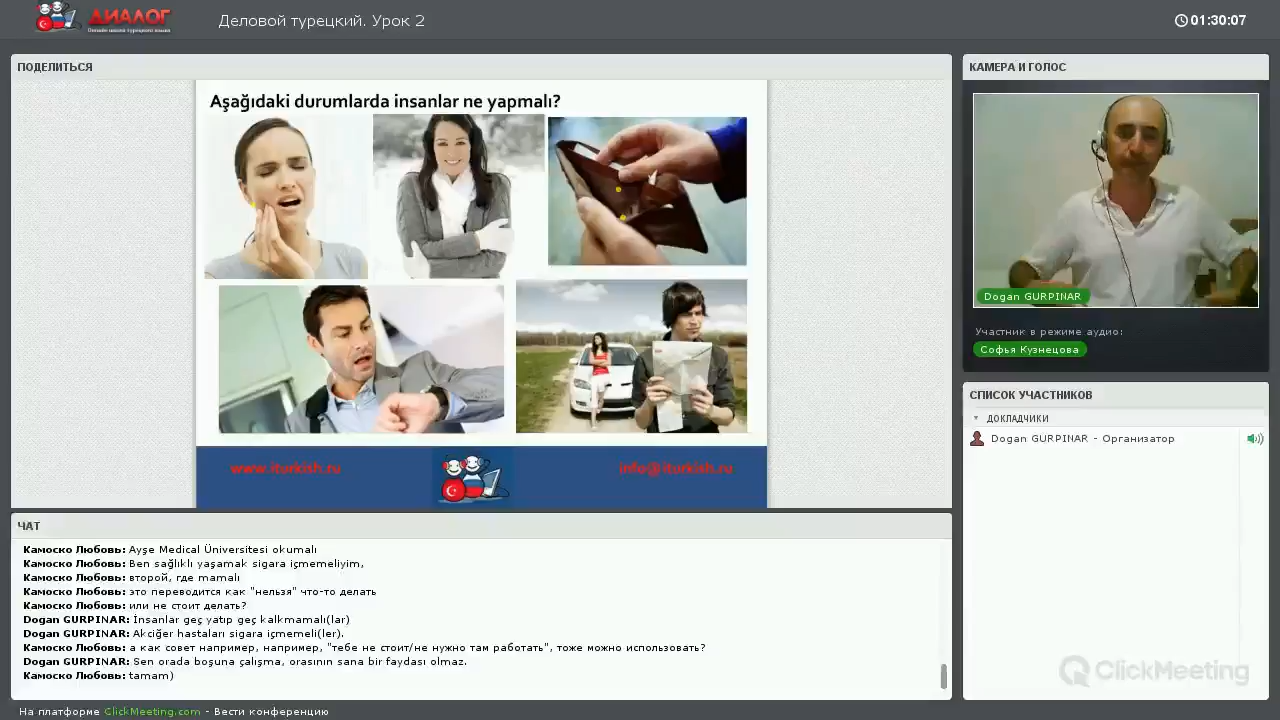 ДИАЛОГ
Онлайн-школа турецкого языка
Деловой турецкий. Урок 2
01:30:07
ПОДЕЛИТЬСЯ
Aşağıdaki durumlarda insanlar ne yapmalı?
www.iturkish.ru
info@iturkish.ru
КАМЕРА И ГОЛОС
Dogan GURPINAR
Участник в режиме аудио:
Софья Кузнецова
СПИСОК УЧАСТНИКОВ
ДОКЛАДЧИКИ
Dogan GURPINAR - Организатор
ЧАТ
Камоско Любовь: Ayşe Medical Üniversitesi okumalı
Камоско Любовь: Ben sağlıklı yaşamak sigara içmemeliyim,
Камоско Любовь: второй, где mamalı
Камоско Любовь: это переводится как "нельзя" что-то делать
Камоско Любовь: или не стоит делать?
Dogan GURPINAR: İnsanlar geç yatıp geç kalkmamalı(lar)
Dogan GURPINAR: Akciğer hastaları sigara içmemeli(ler).
Камоско Любовь: а как совет например, например, "тебе не стоит/не нужно там работать", тоже можно использовать?
Dogan GURPINAR: Sen orada boşuna çalışma, orasının sana bir faydası olmaz.
Камоско Любовь: tamam)
ClickMeeting
На платформе ClickMeeting.com - Вести конференцию